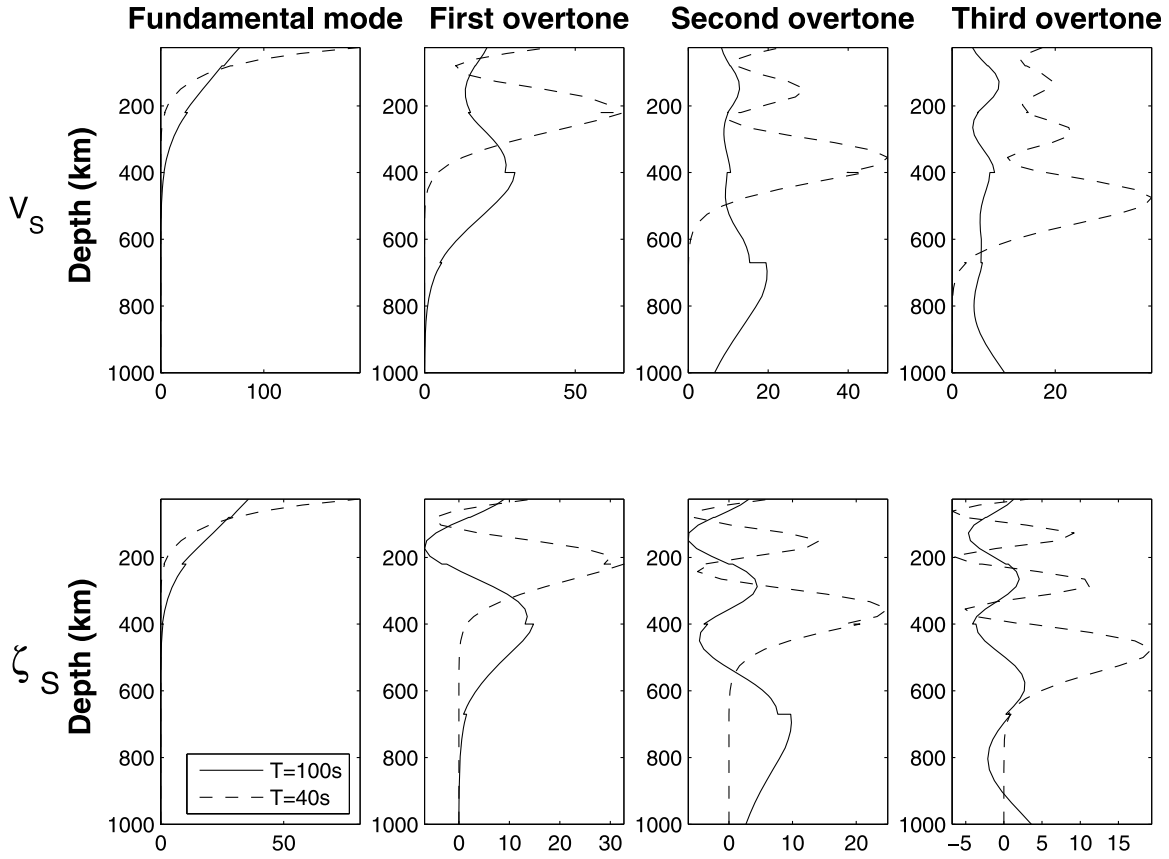 Fundamental mode First overtone Second overtone Third overtone
200 200 200 200
V_S Depth (km) 400 400 400 400
600 600 600 600
800 800 800 800
1000 1000 1000 1000
0 100 0 50 0 20 40 0 20
200 200 200 200
ζ_S Depth (km) 400 400 400 400
600 600 600 600
800 800 800 800
T=100s
T=40s
1000 1000 1000 1000
0 50 0 10 20 30 0 10 20 −5 0 5 10 15